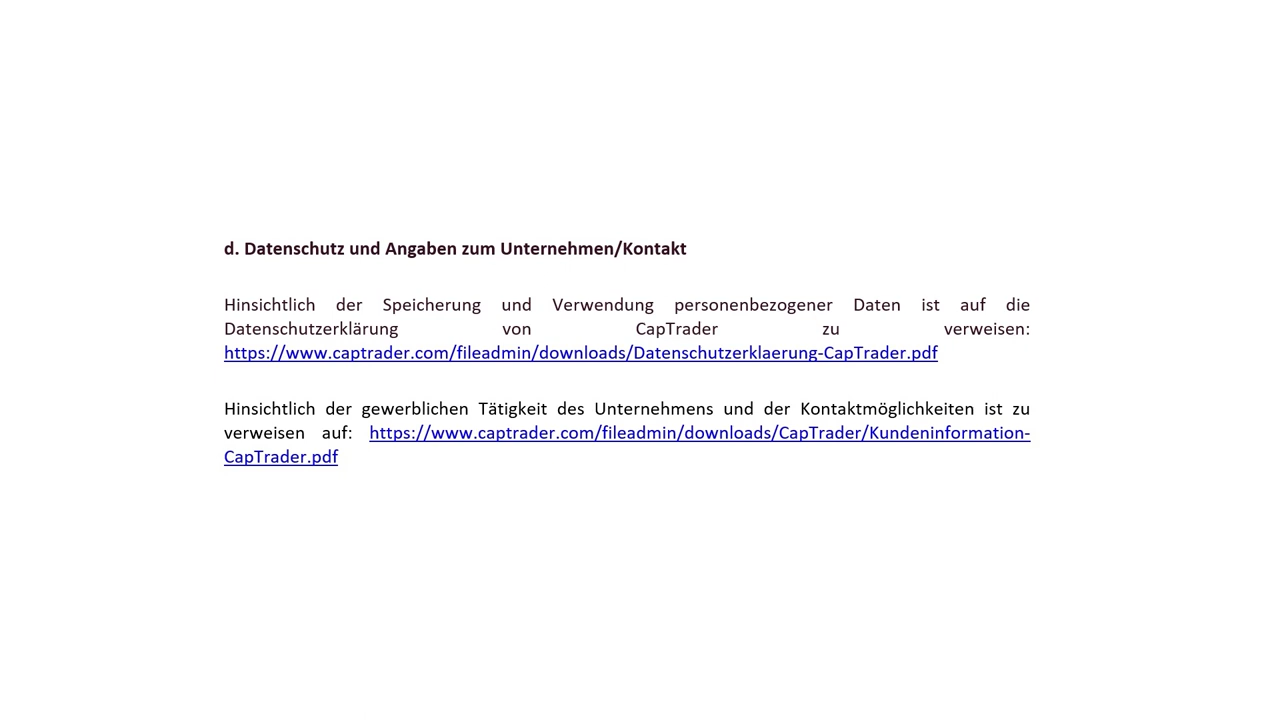 d. Datenschutz und Angaben zum Unternehmen/Kontakt
Hinsichtlich der Speicherung und Verwendung personenbezogener Daten ist auf die
Datenschutzerklärung von CapTrader zu verweisen:
https://www.captrader.com/fileadmin/downloads/Datenschutzerklaerung-CapTrader.pdf
Hinsichtlich der gewerblichen Tätigkeit des Unternehmens und der Kontaktmöglichkeiten ist zu
verweisen auf: https://www.captrader.com/fileadmin/downloads/CapTrader/Kundeninformation-
CapTrader.pdf